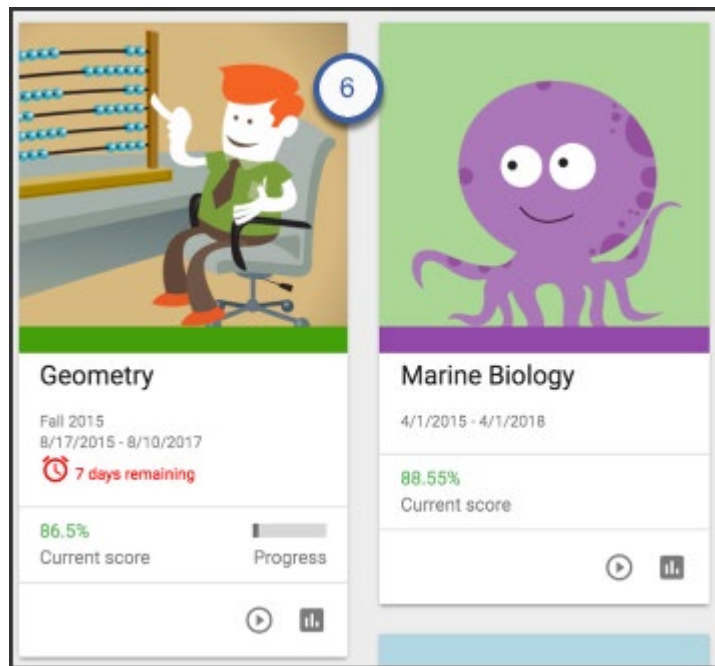 6
Geometry
Fall 2015
8/17/2015 - 8/10/2017
7 days remaining
86.5%
Current score
Progress
Marine Biology
4/1/2015 - 4/1/2018
88.55%
Current score